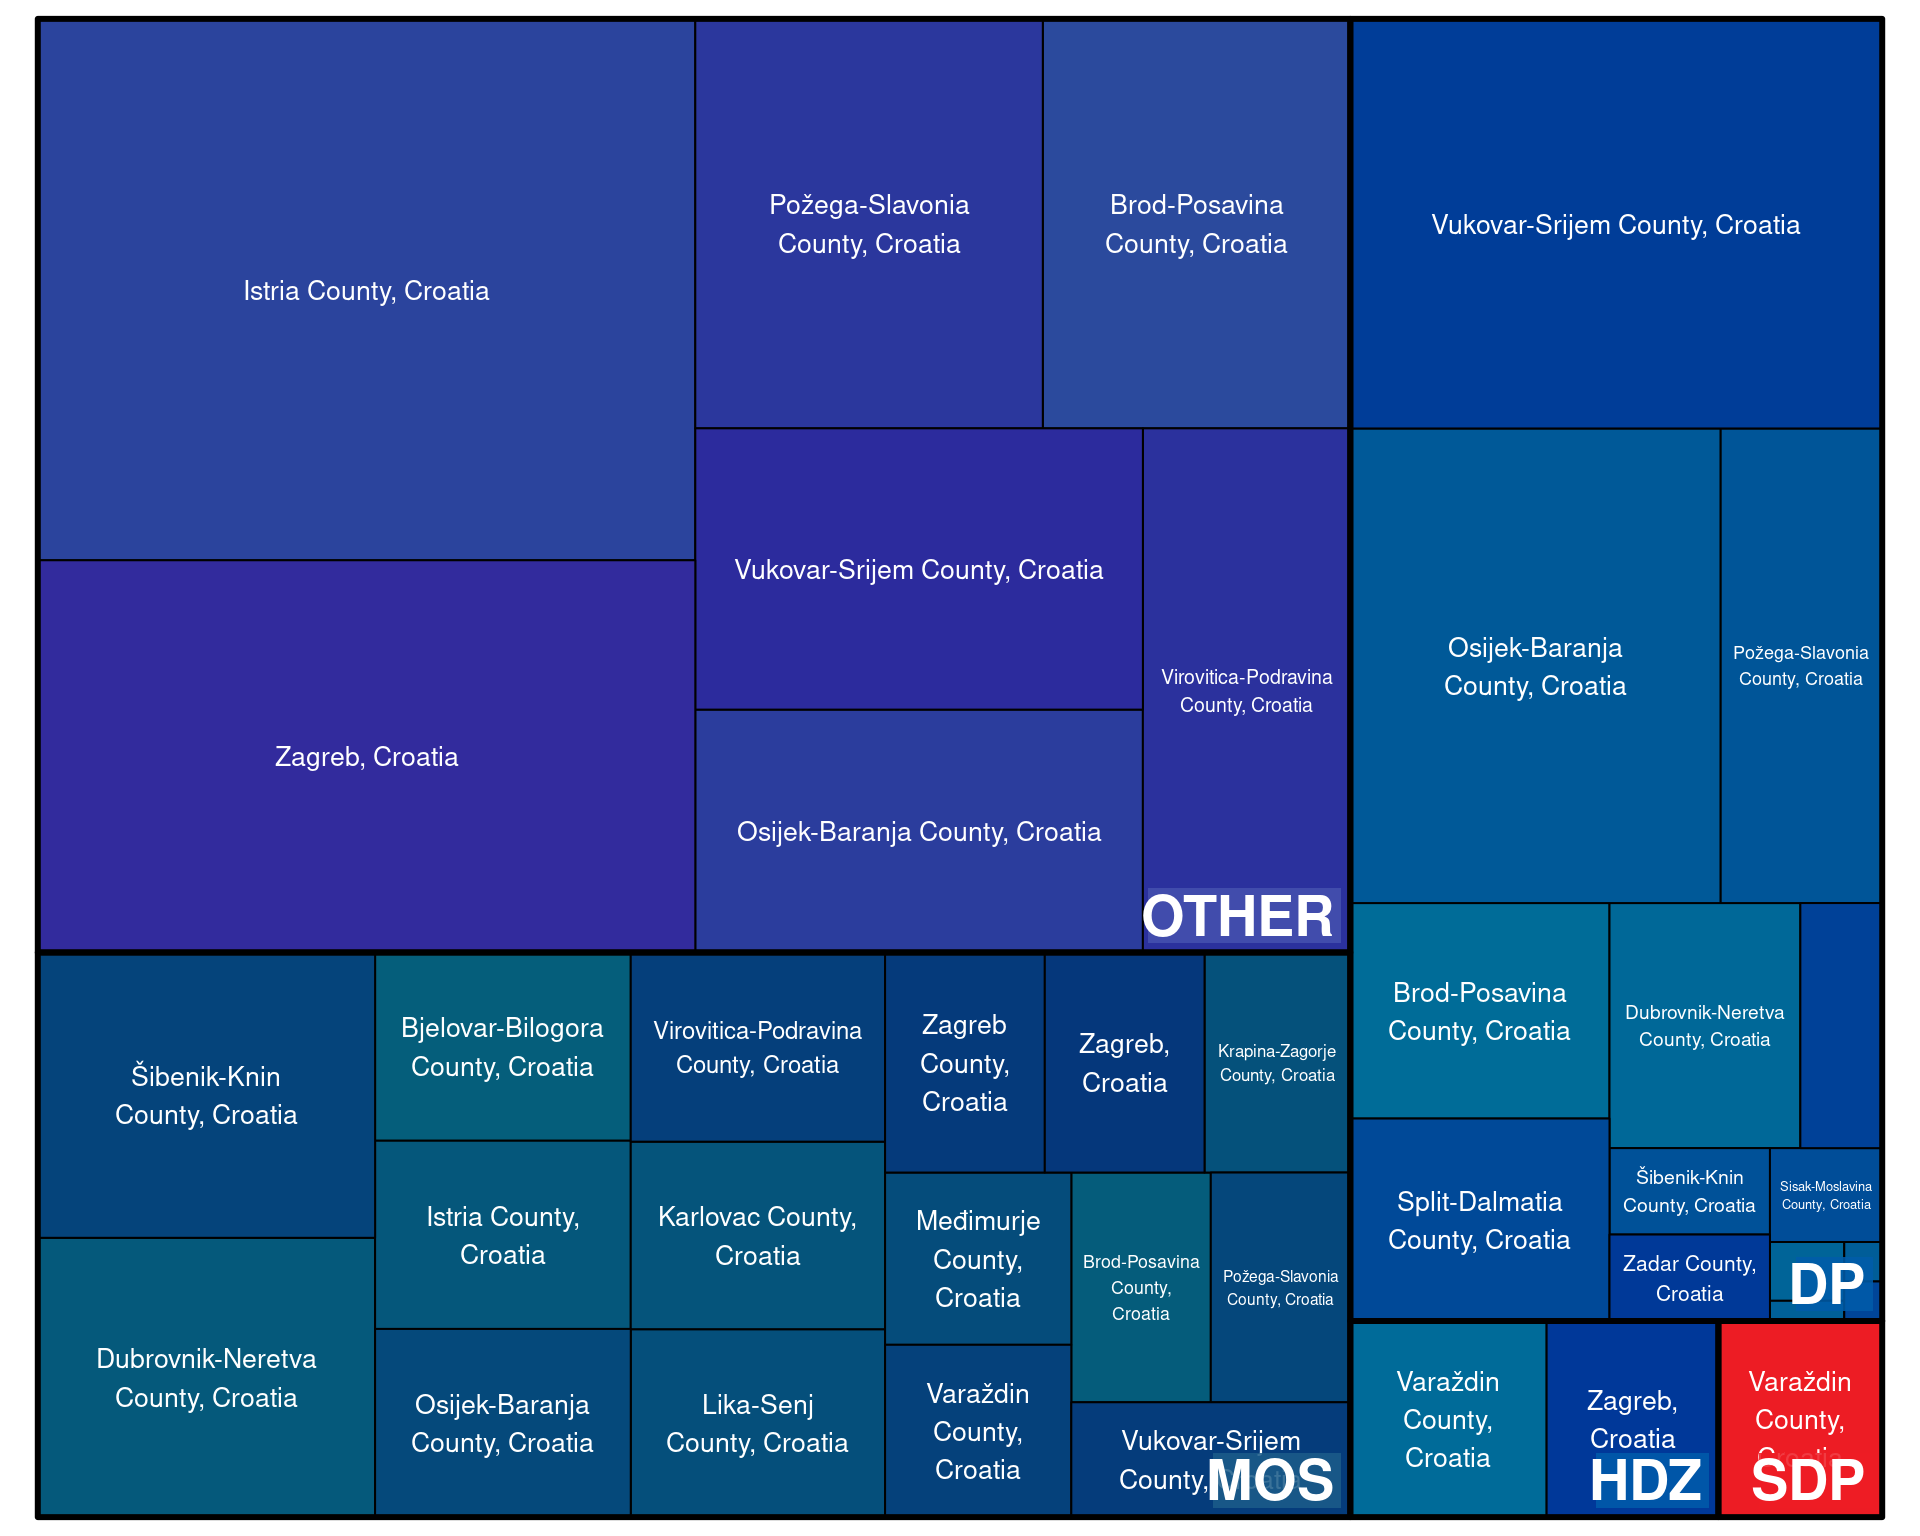 Istria County, Croatia
Zagreb, Croatia
Požega-Slavonia
County, Croatia
Brod-Posavina
County, Croatia
Vukovar-Srijem County, Croatia
Osijek-Baranja County, Croatia
Virovitica-Podravina
County, Croatia
OTHER
Šibenik-Knin
County, Croatia
Dubrovnik-Neretva
County, Croatia
Bjelovar-Bilogora
County, Croatia
Istria County,
Croatia
Osijek-Baranja
County, Croatia
Virovitica-Podravina
County, Croatia
Karlovac County,
Croatia
Lika-Senj
County, Croatia
Zagreb
County,
Croatia
Zagreb,
Croatia
Krapina-Zagorje
County, Croatia
Međimurje
County,
Croatia
Varaždin
County,
Croatia
Brod-Posavina
County,
Croatia
Požega-Slavonia
County, Croatia
Vukovar-Srijem
County, Croatia
MOS
Vukovar-Srijem County, Croatia
Osijek-Baranja
County, Croatia
Požega-Slavonia
County, Croatia
Brod-Posavina
County, Croatia
Dubrovnik-Neretva
County, Croatia
Split-Dalmatia
County, Croatia
Šibenik-Knin
County, Croatia
Sisak-Moslavina
County, Croatia
Zadar County,
Croatia
DP
Varaždin
County,
Croatia
Zagreb,
Croatia
HDZ
Varaždin
County,
Croatia
SDP